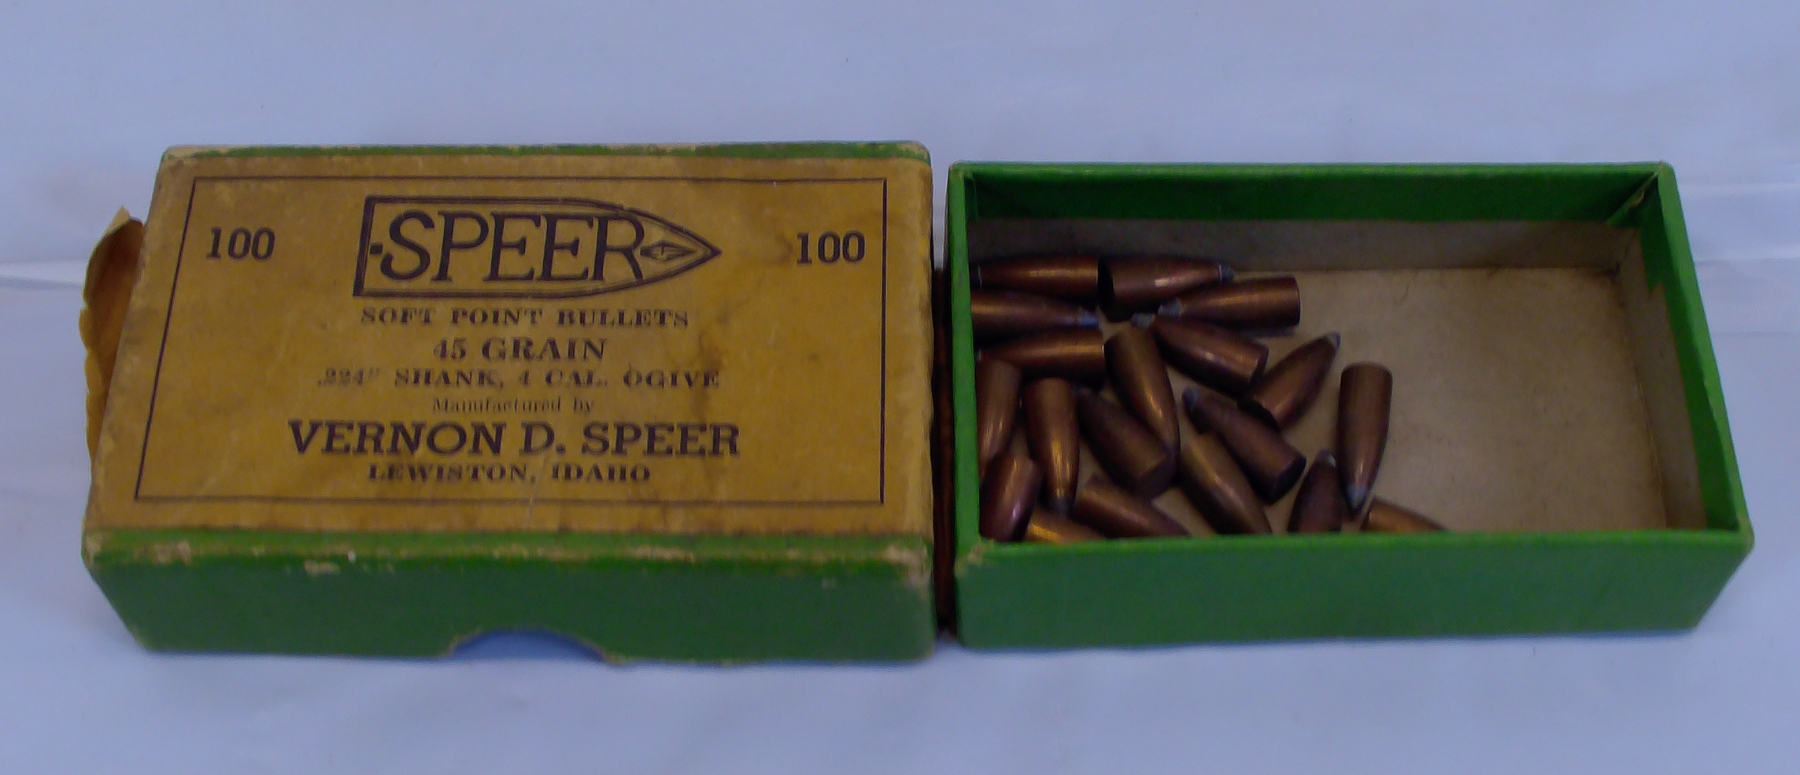 100 SPEER 100
SOFT POINT BULLETS
45 GRAIN
.224" SHANK, 4 CAL. OGIVE
Manufactured by
VERNON D. SPEER
LEWISTON, IDAHO